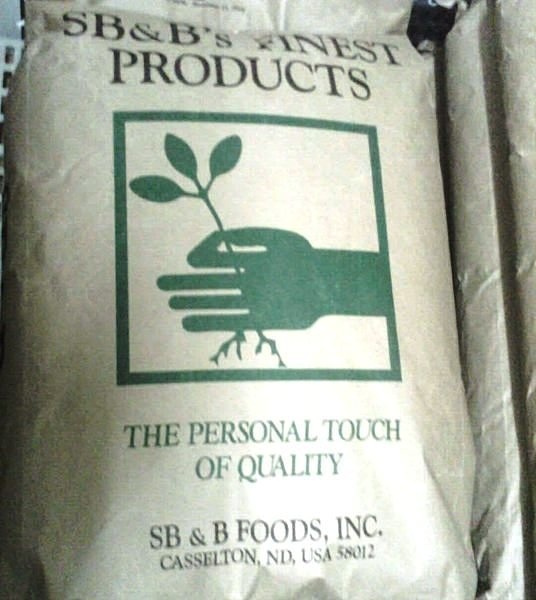 SB&B's FINEST
PRODUCTS
THE PERSONAL TOUCH
OF QUALITY
SB & B FOODS, INC.
CASSELTON, ND, USA 58012